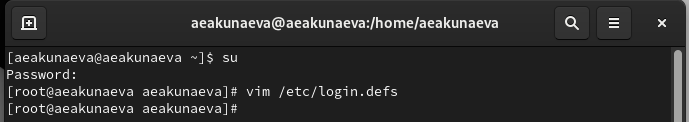 aeakunaeva@aeakunaeva:/home/aeakunaeva
[aeakunaeva@aeakunaeva ~]$ su
Password:
[root@aeakunaeva aeakunaeva]# vim /etc/login.defs
[root@aeakunaeva aeakunaeva]#